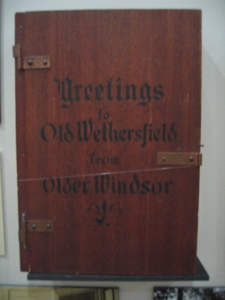 Greetings
to
Old Wethersfield
from
Older Windsor